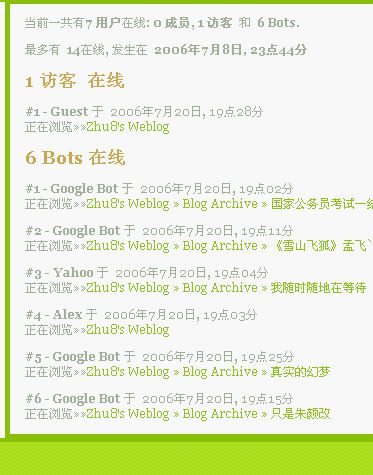 当前一共有7 用户在线: 0 成员, 1 访客 和 6 Bots.
最多有 14在线, 发生在 2006年7月8日, 23点44分
1 访客 在线
#1 - Guest 于 2006年7月20日, 19点28分
正在浏览»»Zhu8's Weblog
6 Bots 在线
#1 - Google Bot 于 2006年7月20日, 19点02分
正在浏览»»Zhu8's Weblog » Blog Archive » 国家公务员考试一结
#2 - Google Bot 于 2006年7月20日, 19点11分
正在浏览»»Zhu8's Weblog » Blog Archive » 《雪山飞狐》孟飞`
#3 - Yahoo 于 2006年7月20日, 19点04分
正在浏览»»Zhu8's Weblog » Blog Archive » 我随时随地在等待
#4 - Alex 于 2006年7月20日, 19点03分
正在浏览»»Zhu8's Weblog
#5 - Google Bot 于 2006年7月20日, 19点25分
正在浏览»»Zhu8's Weblog » Blog Archive » 真实的幻梦
#6 - Google Bot 于 2006年7月20日, 19点15分
正在浏览»»Zhu8's Weblog » Blog Archive » 只是朱颜改